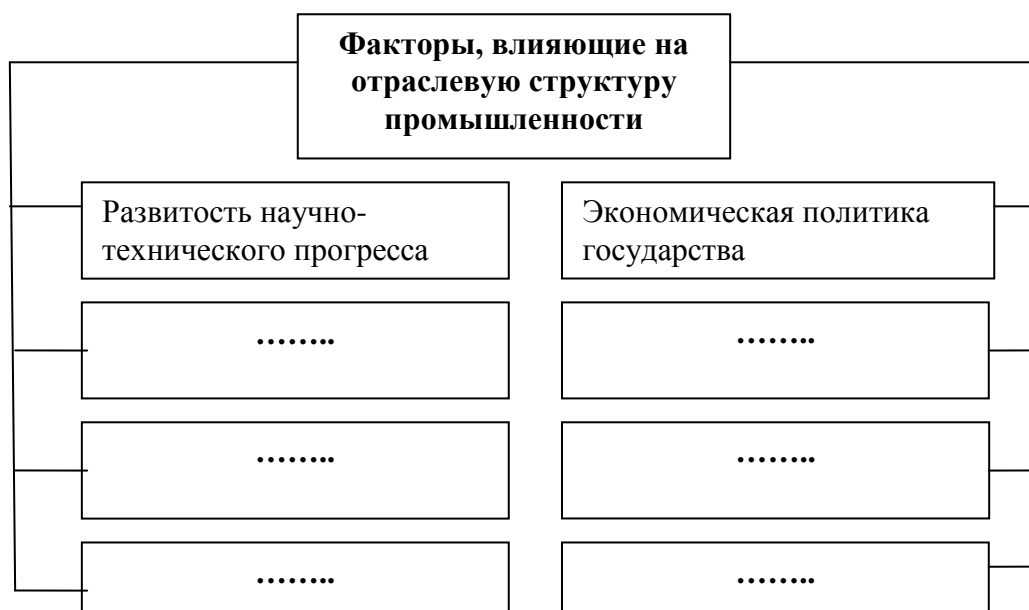 Факторы, влияющие на
отраслевую структуру
промышленности
Развитость научно-
технического прогресса
Экономическая политика
государства
……..
……..
……..
……..
……..
……..